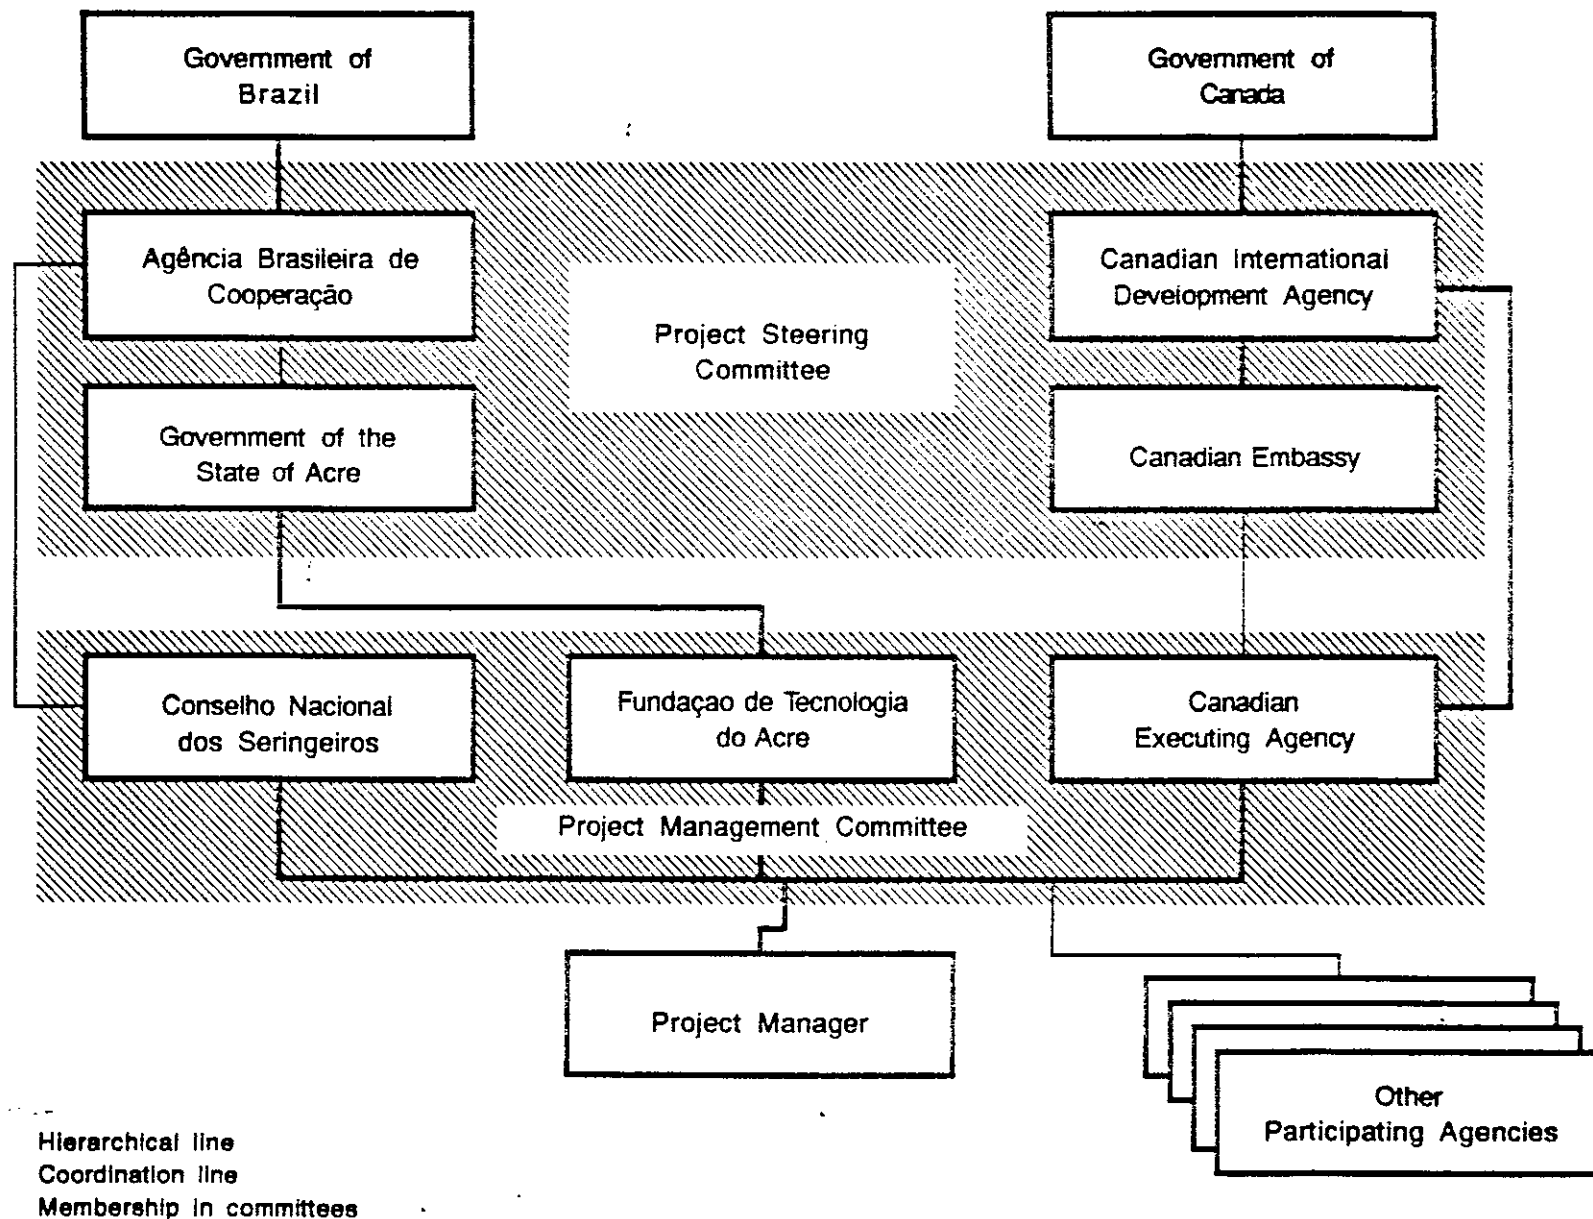 Government of
Brazil
Government of
Canada
Agência Brasileira de
Cooperação
Canadian International
Development Agency
Project Steering
Committee
Government of the
State of Acre
Canadian Embassy
Conselho Nacional
dos Seringeiros
Fundaçao de Tecnologia
do Acre
Canadian
Executing Agency
Project Management Committee
Project Manager
Other
Participating Agencies
Hierarchical line
Coordination line
Membership in committees